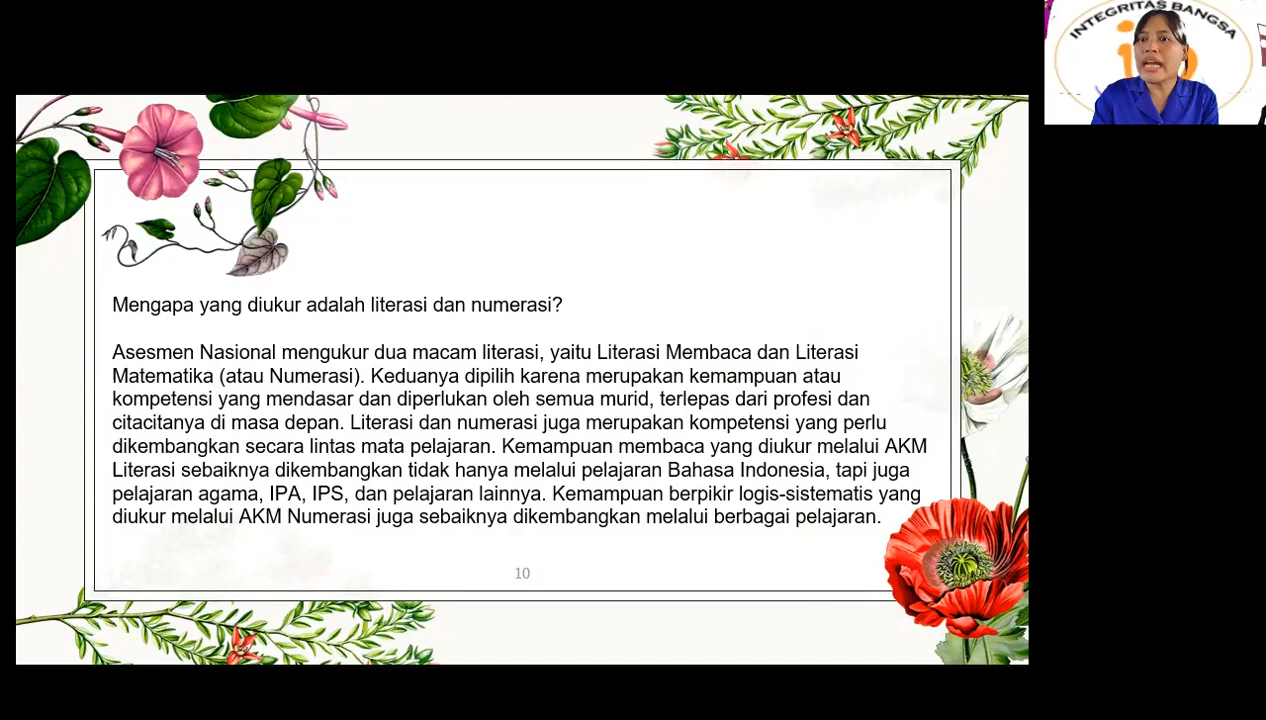 INTEGRITAS BANGSA
Mengapa yang diukur adalah literasi dan numerasi?
Asesmen Nasional mengukur dua macam literasi, yaitu Literasi Membaca dan Literasi
Matematika (atau Numerasi). Keduanya dipilih karena merupakan kemampuan atau
kompetensi yang mendasar dan diperlukan oleh semua murid, terlepas dari profesi dan
citacitanya di masa depan. Literasi dan numerasi juga merupakan kompetensi yang perlu
dikembangkan secara lintas mata pelajaran. Kemampuan membaca yang diukur melalui AKM
Literasi sebaiknya dikembangkan tidak hanya melalui pelajaran Bahasa Indonesia, tapi juga
pelajaran agama, IPA, IPS, dan pelajaran lainnya. Kemampuan berpikir logis-sistematis yang
diukur melalui AKM Numerasi juga sebaiknya dikembangkan melalui berbagai pelajaran.
10